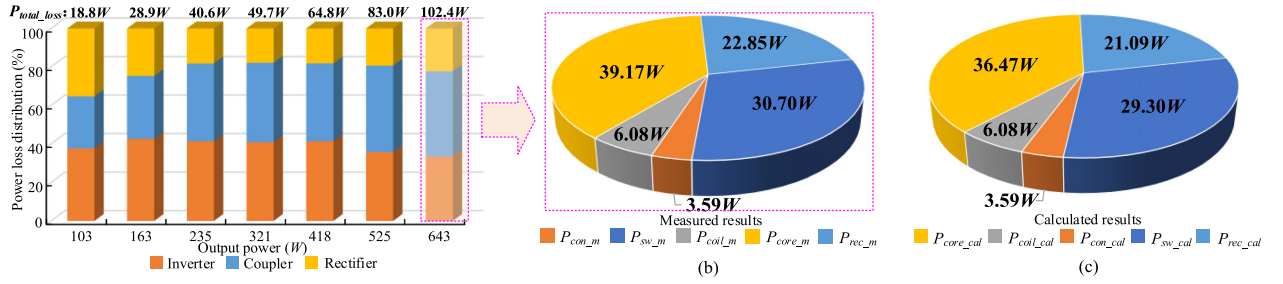 P_total_loss: 18.8W 28.9W 40.6W 49.7W 64.8W 83.0W 102.4W
Power loss distribution (%)
100
80
60
40
20
0
103 163 235 321 418 525 643
Output power (W)
Inverter Coupler Rectifier
22.85W
39.17W
30.70W
6.08W
3.59W
Measured results
P_con_m P_sw_m P_coil_m P_core_m P_rec_m
(b)
21.09W
36.47W
29.30W
6.08W
3.59W
Calculated results
P_core_cal P_coil_cal P_con_cal P_sw_cal P_rec_cal
(c)